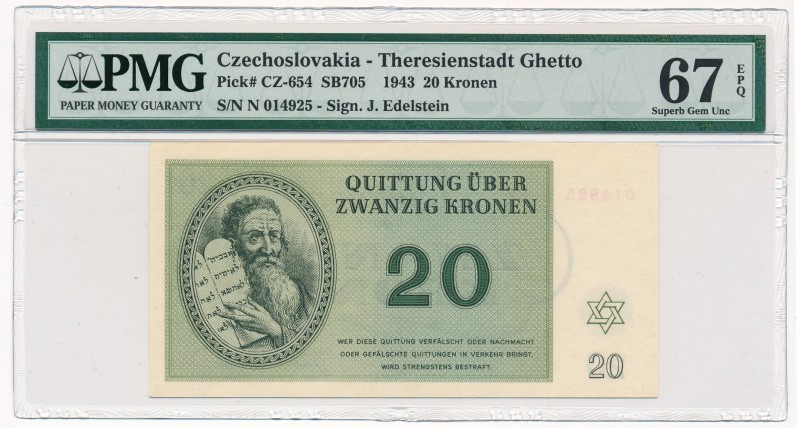 PMG
PAPER MONEY GUARANTY
Czechoslovakia - Theresienstadt Ghetto
Pick# CZ-654 SB705 1943 20 Kronen
S/N N 014925 - Sign. J. Edelstein
67 EPQ
Superb Gem Unc
QUITTUNG ÜBER
ZWANZIG KRONEN
20
WER DIESE QUITTUNG VERFÄLSCHT ODER NACHMACHT
ODER GEFÄLSCHTE QUITTUNGEN IN VERKEHR BRINGT,
WIRD STRENGSTENS BESTRAFT.
20